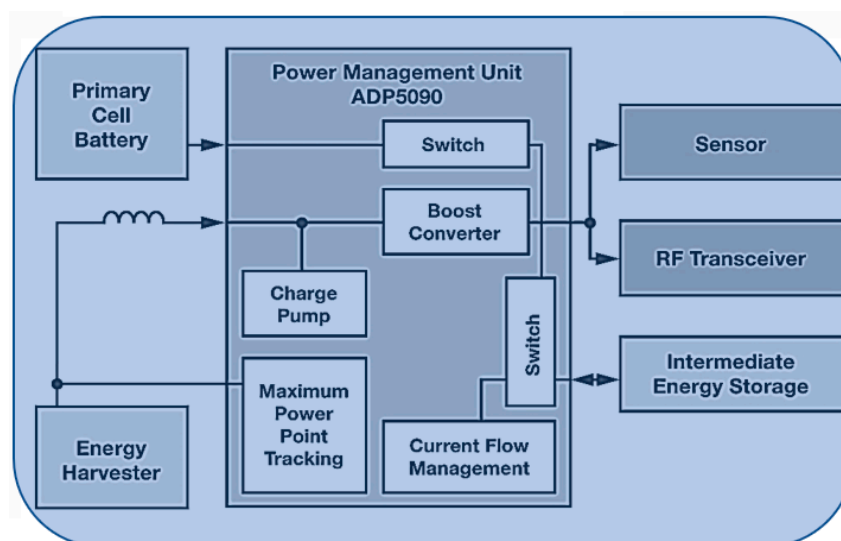 Primary
Cell
Battery
Power Management Unit
ADP5090
Switch
Sensor
Boost
Converter
RF Transceiver
Charge
Pump
Switch
Intermediate
Energy Storage
Maximum
Power
Point
Tracking
Energy
Harvester
Current Flow
Management